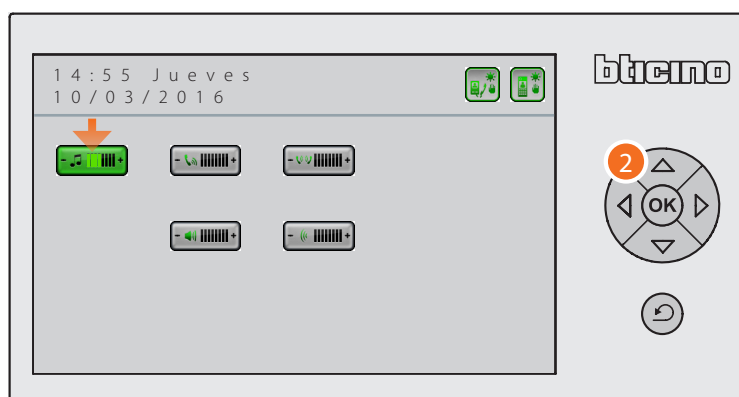 14:55 Jueves
10/03/2016
bticino
2
OK
- +
- +
- +
- +
- +